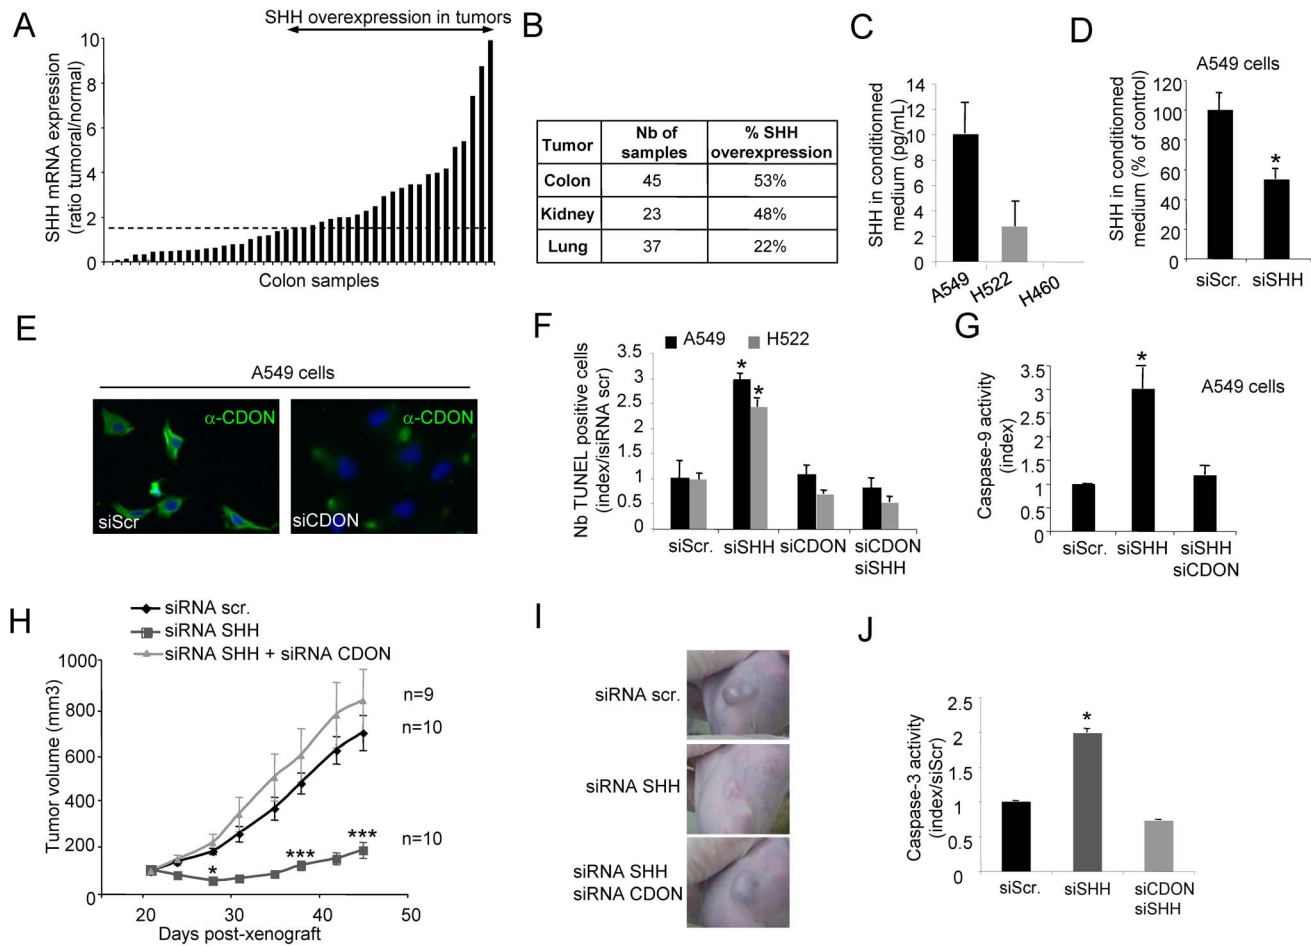 A
SHH overexpression in tumors
SHH mRNA expression
(ratio tumoral/normal)
10
8
6
4
2
0
Colon samples
B
Tumor
Nb of
samples
% SHH
overexpression
Colon 45 53%
Kidney 23 48%
Lung 37 22%
C
SHH in conditionned
medium (pg/mL)
14
12
10
8
6
4
2
0
A549 H522 H460
D
A549 cells
SHH in conditionned
medium (% of control)
120
100
80
60
40
20
0
*
siScr. siSHH
E
A549 cells
α-CDON
siScr
α-CDON
siCDON
F
A549 H522
Nb TUNEL positive cells
(index/isiRNA scr)
3.5
3
2.5
2
1.5
1
0.5
0
* *
siScr. siSHH siCDON siCDON
siSHH
G
A549 cells
Caspase-9 activity
(index)
3.5
3
2.5
2
1.5
1
0.5
0
*
siScr. siSHH siSHH
siCDON
H
siRNA scr.
siRNA SHH
siRNA SHH + siRNA CDON
Tumor volume (mm3)
1000
800
600
400
200
0
n=9
n=10
n=10
* *** ***
20 30 40 50
Days post-xenograft
I
siRNA scr.
siRNA SHH
siRNA SHH
siRNA CDON
J
Caspase-3 activity
(index/siScr)
2.5
2
1.5
1
0.5
0
*
siScr. siSHH siCDON
siSHH